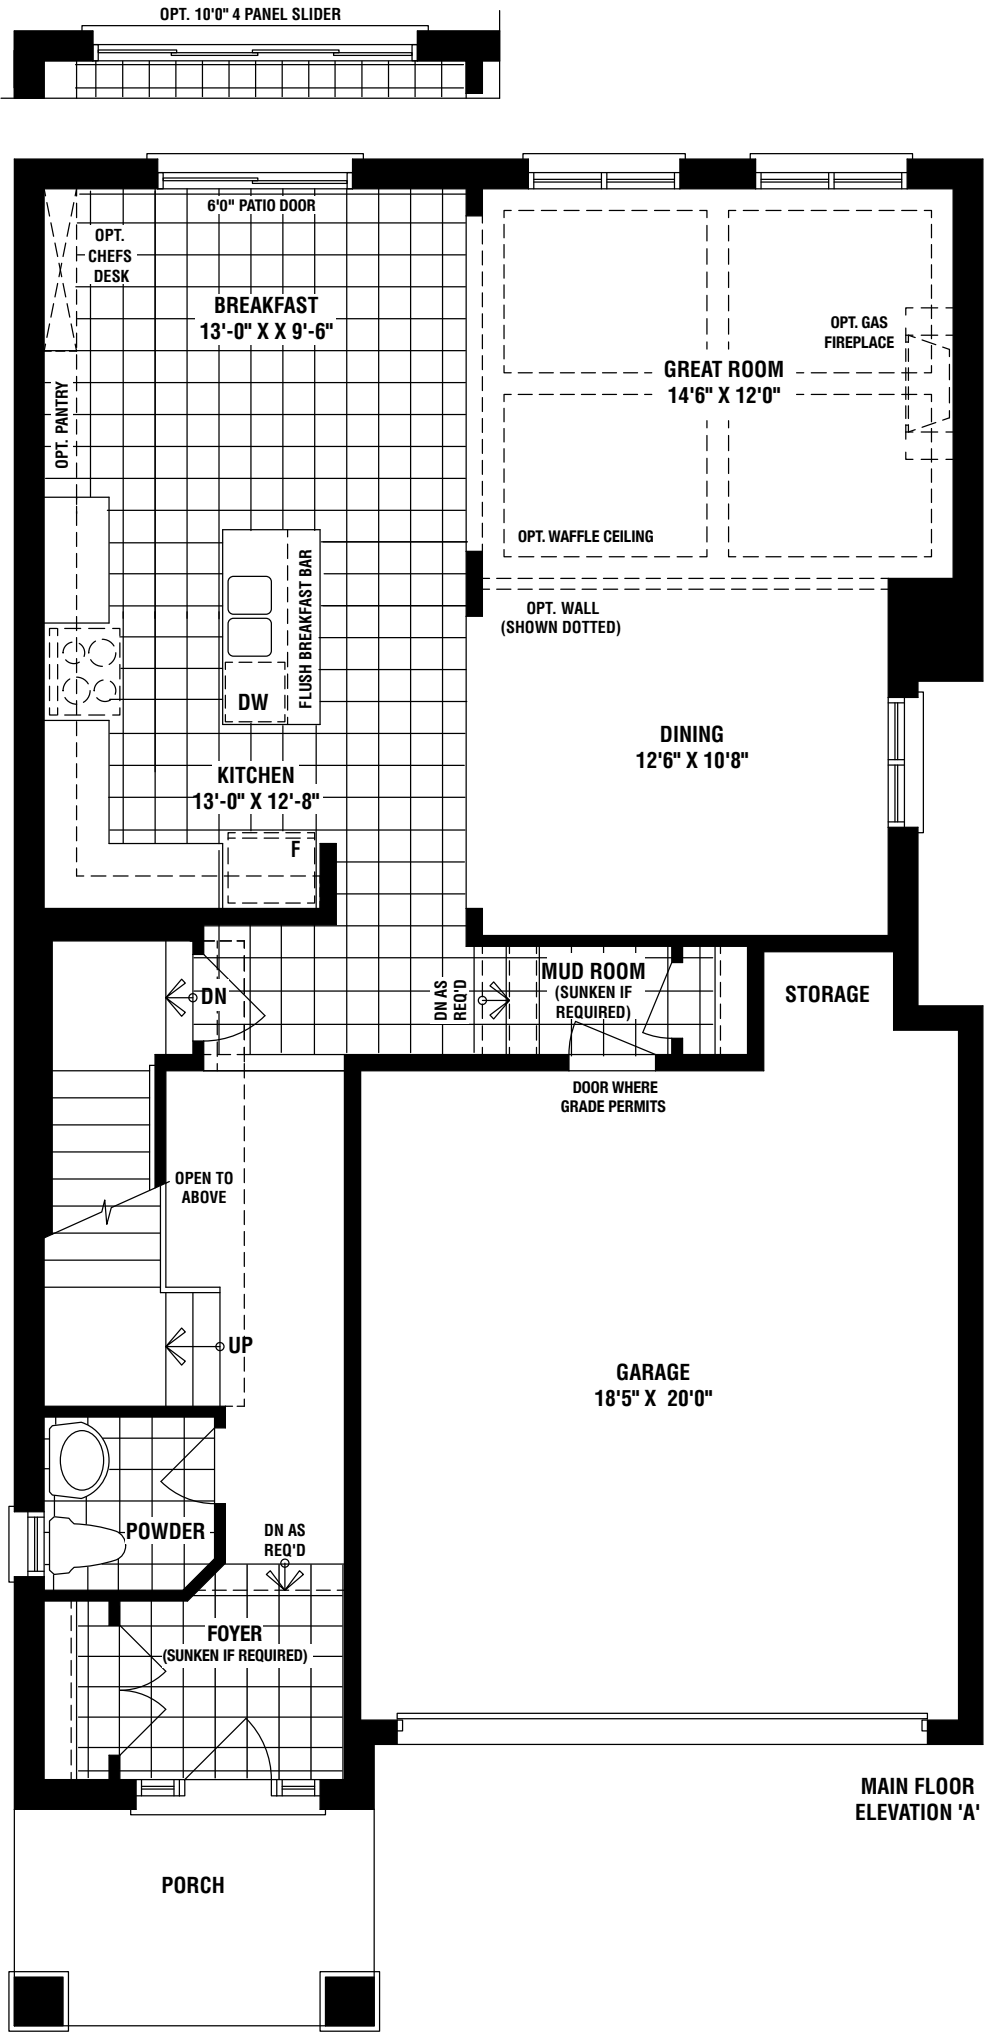 OPT. 10'0" 4 PANEL SLIDER
6'0" PATIO DOOR
OPT.
CHEFS
DESK
BREAKFAST
13'-0" X X 9'-6"
OPT. GAS
FIREPLACE
GREAT ROOM
14'6" X 12'0"
OPT. PANTRY
OPT. WAFFLE CEILING
FLUSH BREAKFAST BAR
OPT. WALL
(SHOWN DOTTED)
DW
DINING
12'6" X 10'8"
KITCHEN
13'-0" X 12'-8"
F
MUD ROOM
(SUNKEN IF
REQUIRED)
DN AS
REQ'D
DN
STORAGE
DOOR WHERE
GRADE PERMITS
OPEN TO
ABOVE
UP
GARAGE
18'5" X 20'0"
POWDER
DN AS
REQ'D
FOYER
(SUNKEN IF REQUIRED)
MAIN FLOOR
ELEVATION 'A'
PORCH